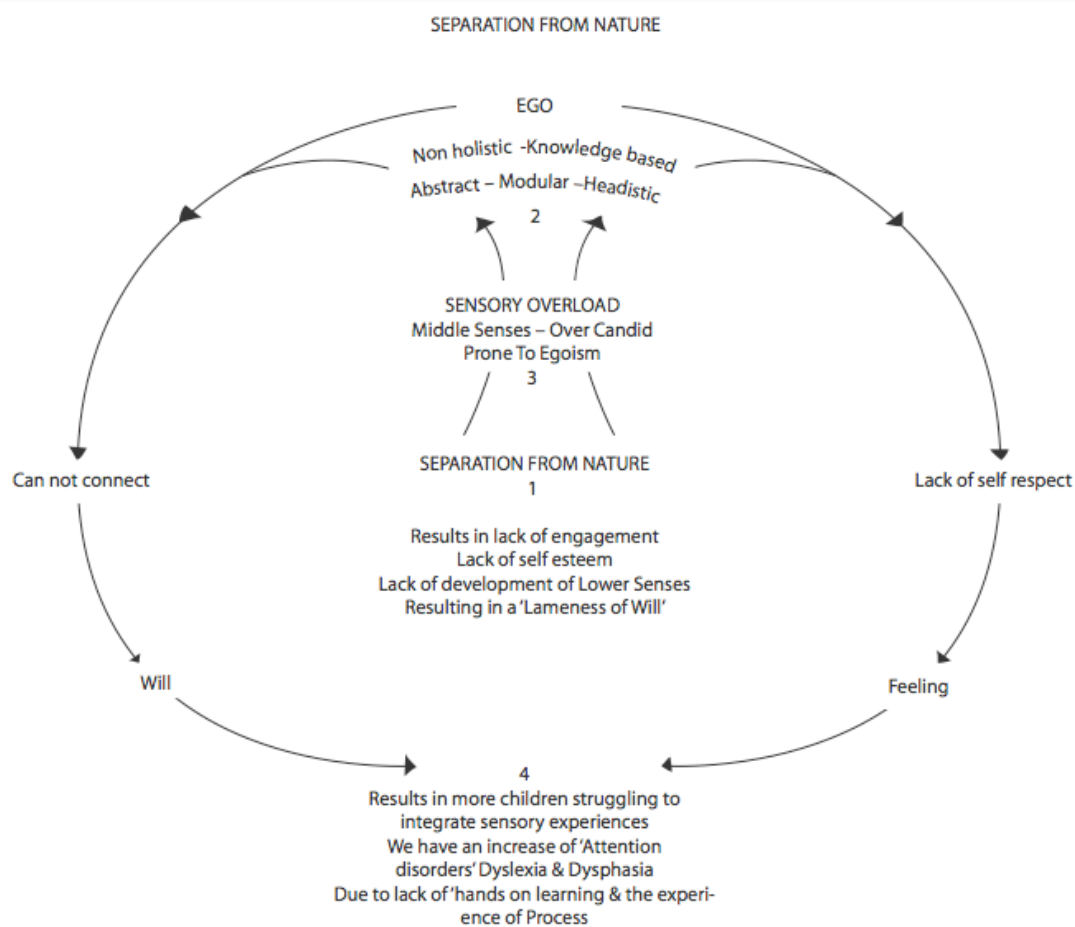 SEPARATION FROM NATURE
EGO
Non holistic -Knowledge based
Abstract – Modular –Headistic
2
SENSORY OVERLOAD
Middle Senses – Over Candid
Prone To Egoism
3
SEPARATION FROM NATURE
1
Can not connect
Lack of self respect
Results in lack of engagement
Lack of self esteem
Lack of development of Lower Senses
Resulting in a 'Lameness of Will'
Will
Feeling
4
Results in more children struggling to
integrate sensory experiences
We have an increase of 'Attention
disorders' Dyslexia & Dysphasia
Due to lack of 'hands on learning & the experi-
ence of Process